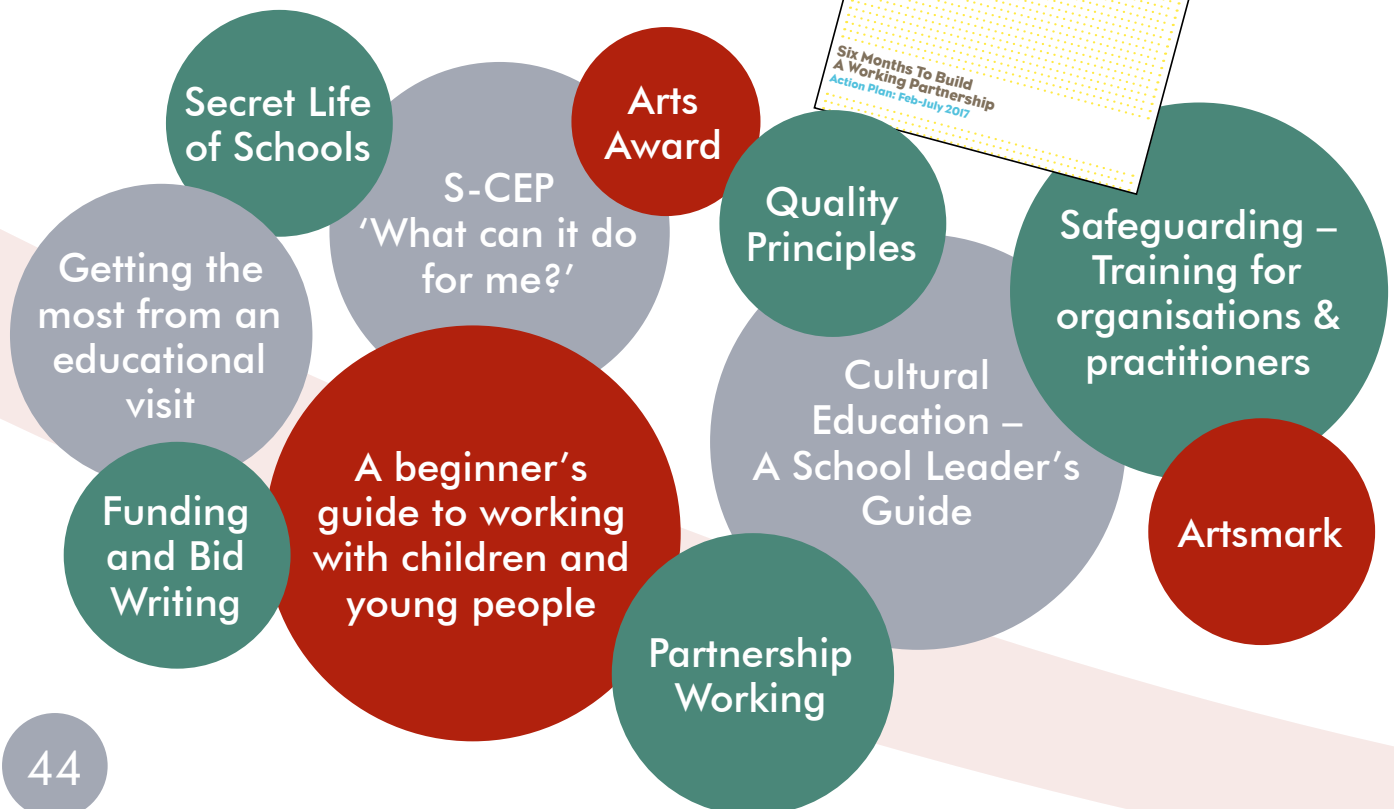 Six Months To Build
A Working Partnership
Action Plan: Feb-July 2017
Secret Life
of Schools
Arts
Award
S-CEP
‘What can it do
for me?’
Quality
Principles
Safeguarding –
Training for
organisations &
practitioners
Getting the
most from an
educational
visit
Cultural
Education –
A School Leader’s
Guide
A beginner’s
guide to working
with children and
young people
Funding
and Bid
Writing
Artsmark
Partnership
Working
44